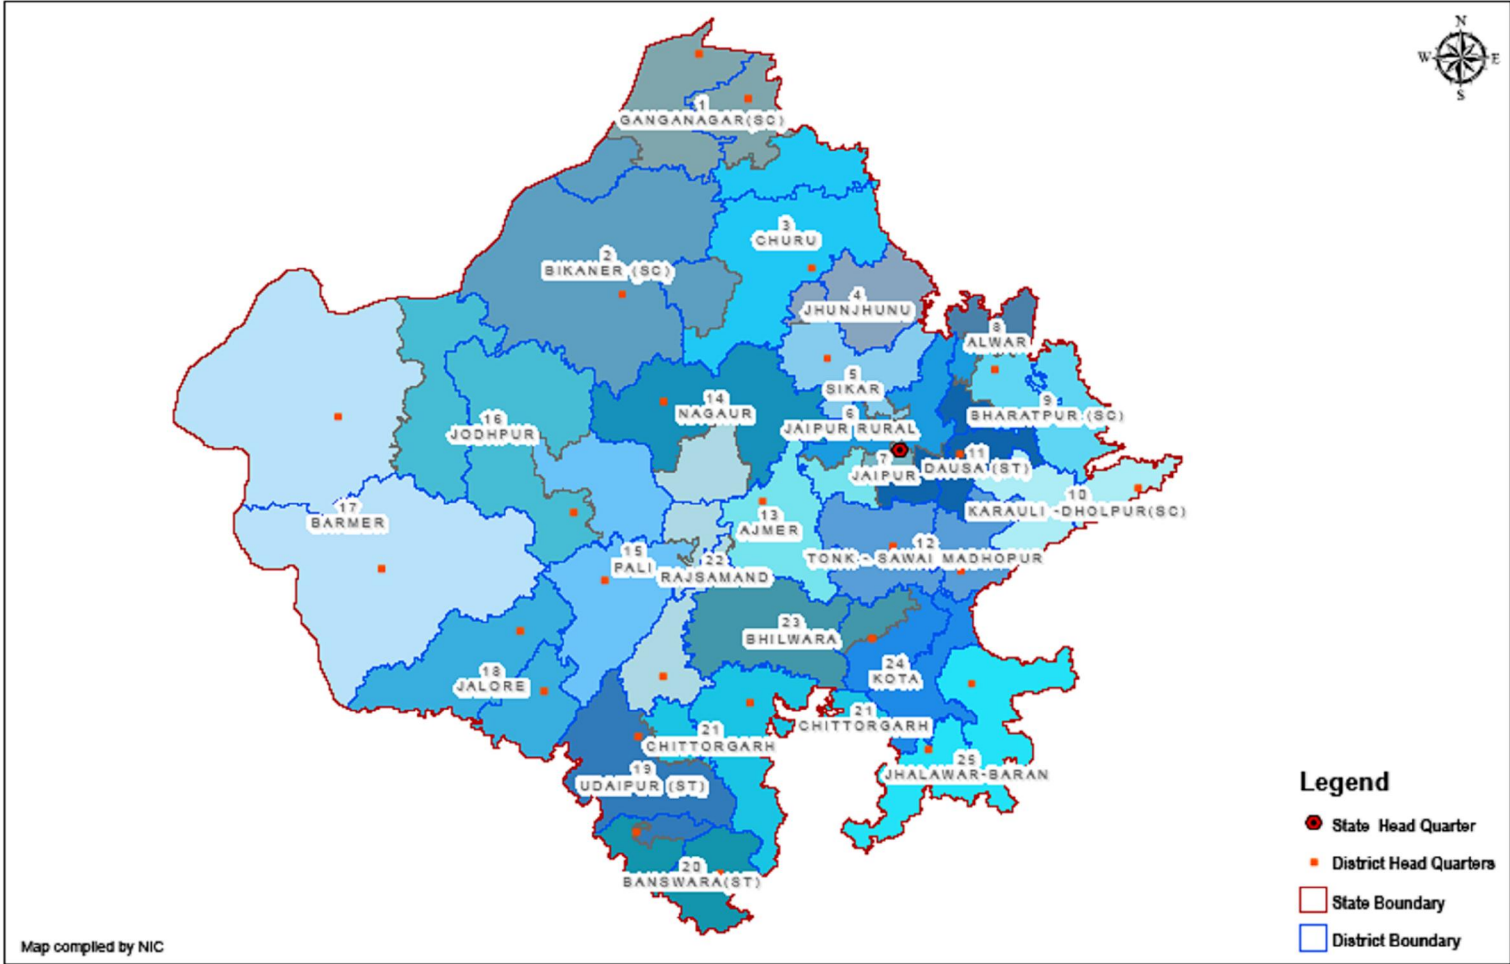 N
W E
S
1
GANGANAGAR(SC)
3
CHURU
2
BIKANER (SC)
4
JHUNJHUNU
8
ALWAR
5
SIKAR
14
NAGAUR
9
BHARATPUR (SC)
6
JAIPUR RURAL
16
JODHPUR
7
JAIPUR
11
DAUSA (ST)
10
KARAULI -DHOLPUR(SC)
17
BARMER
13
AJMER
12
TONK - SAWAI MADHOPUR
15
PALI
22
RAJSAMAND
23
BHILWARA
24
KOTA
18
JALORE
21
CHITTORGARH
21
CHITTORGARH
25
JHALAWAR-BARAN
19
UDAIPUR (ST)
20
BANSWARA(ST)
Legend
State Head Quarter
District Head Quarters
State Boundary
District Boundary
Map complied by NIC